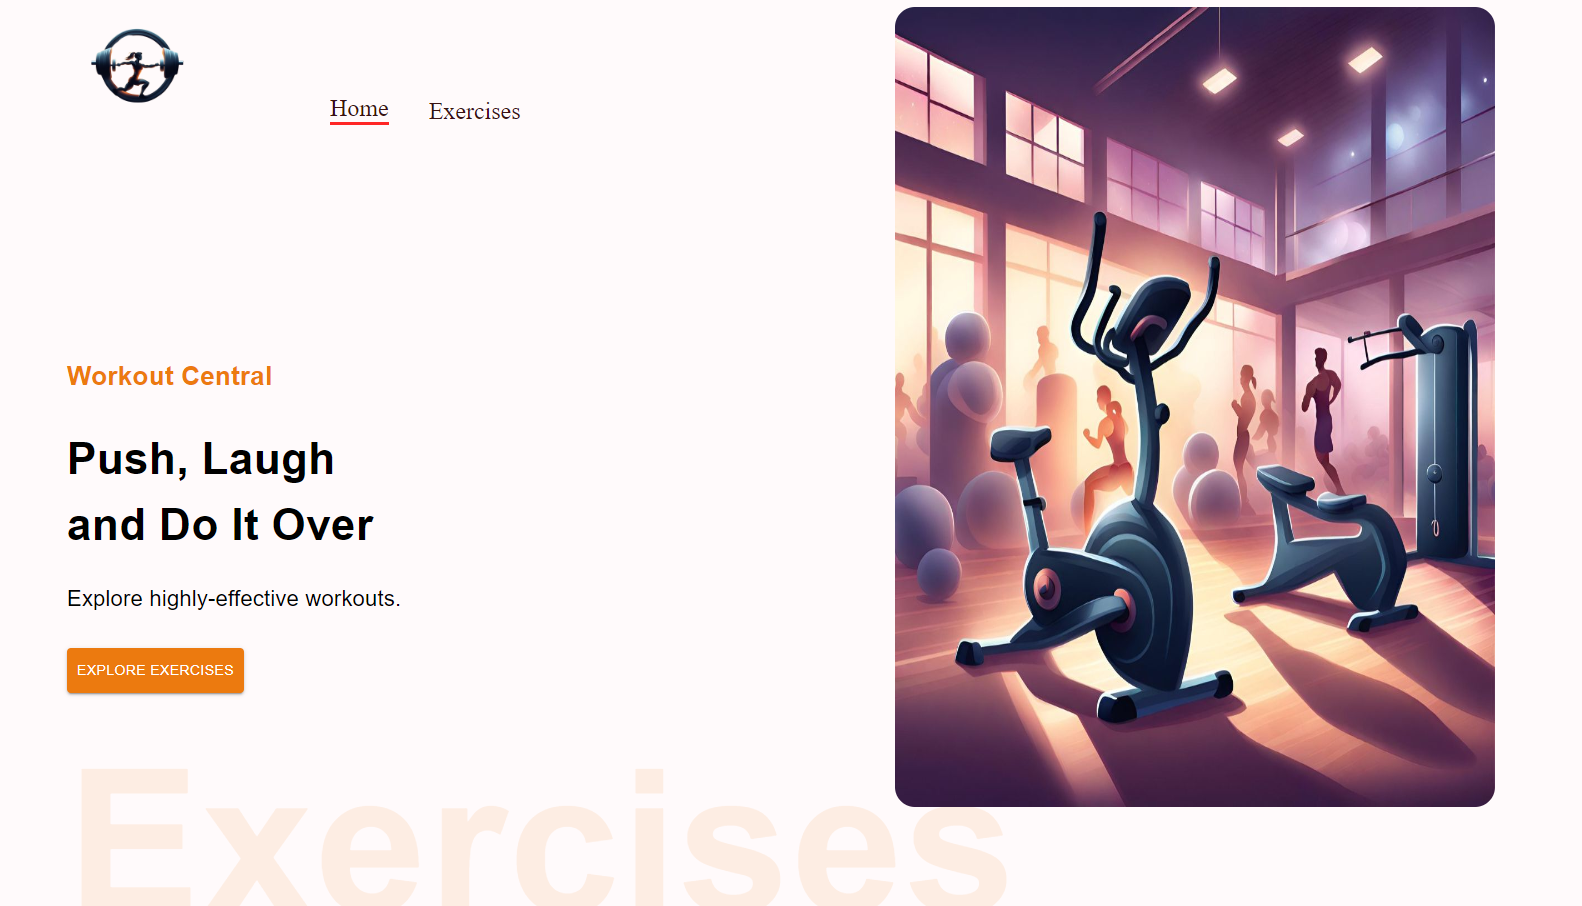 Home
Exercises
Workout Central
Push, Laugh
and Do It Over
Explore highly-effective workouts.
EXPLORE EXERCISES
Exercises